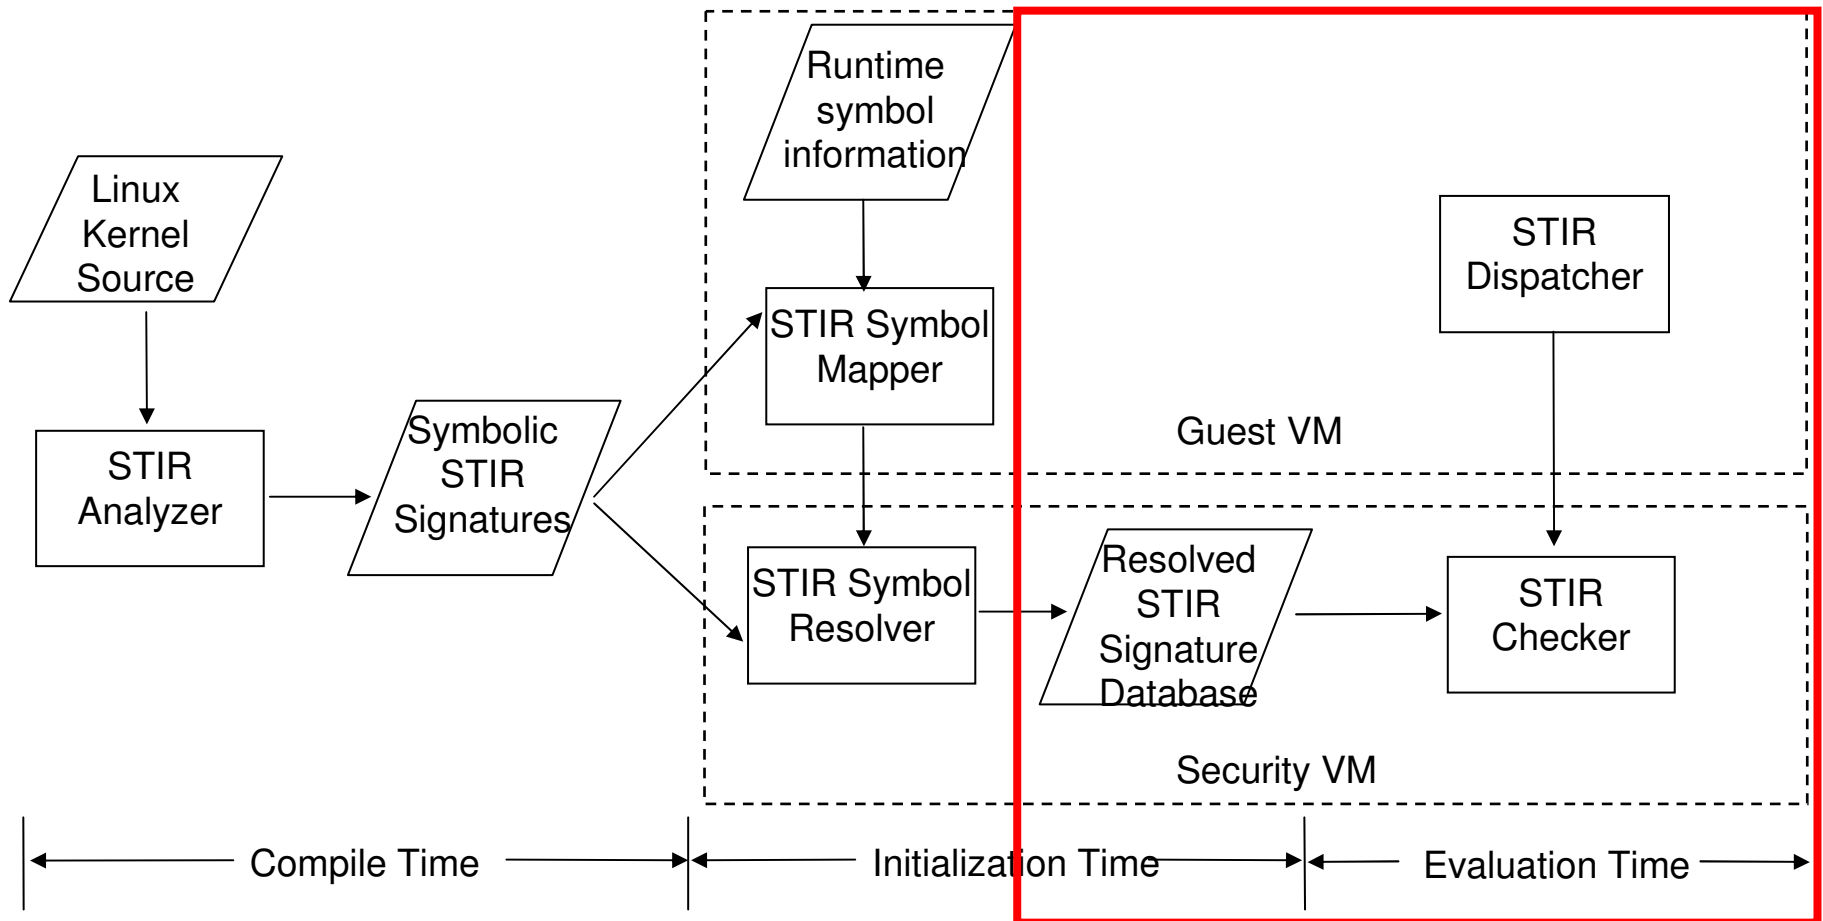 Runtime
symbol
information
Linux
Kernel
Source
STIR
Dispatcher
STIR Symbol
Mapper
Guest VM
Symbolic
STIR
Signatures
STIR
Analyzer
Resolved
STIR
Signature
Database
STIR Symbol
Resolver
STIR
Checker
Security VM
Compile Time
Initialization Time
Evaluation Time